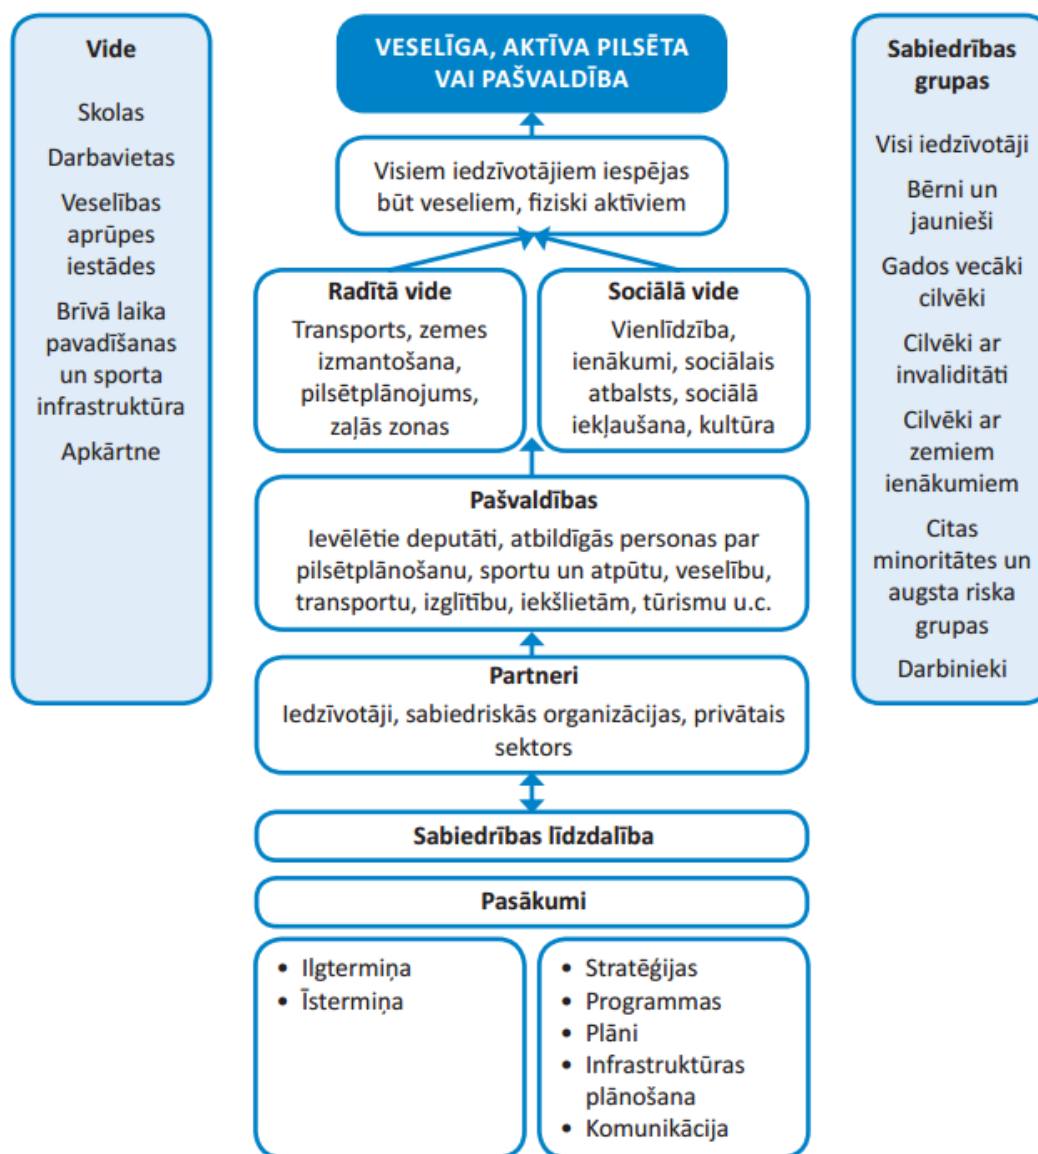 Vide
Skolas
Darbavietas
Veselības
aprūpes
iestādes
Brīvā laika
pavadīšanas
un sporta
infrastruktūra
Apkārtne
VESELĪGA, AKTĪVA PILSĒTA
VAI PAŠVALDĪBA
Visiem iedzīvotājiem iespējas
būt veseliem, fiziski aktīviem
Radītā vide
Transports, zemes
izmantošana,
pilsētplānojums,
zaļās zonas
Sociālā vide
Vienlīdzība,
ienākumi, sociālais
atbalsts, sociālā
iekļaušana, kultūra
Pašvaldības
Ievēlētie deputāti, atbildīgās personas par
pilsētplānošanu, sportu un atpūtu, veselību,
transportu, izglītību, iekšlietām, tūrismu u.c.
Partneri
Iedzīvotāji, sabiedriskās organizācijas, privātais
sektors
Sabiedrības līdzdalība
Pasākumi
• Ilgtermiņa
• Īstermiņa
• Stratēģijas
• Programmas
• Plāni
• Infrastruktūras
plānošana
• Komunikācija
Sabiedrības
grupas
Visi iedzīvotāji
Bērni un
jaunieši
Gados vecāki
cilvēki
Cilvēki ar
invaliditāti
Cilvēki ar
zemiem
ienākumiem
Citas
minoritātes un
augsta riska
grupas
Darbinieki